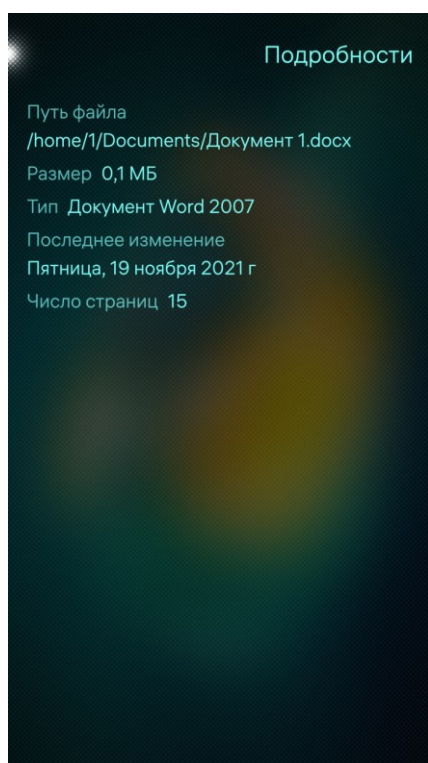 Подробности
Путь файла
/home/1/Documents/Документ 1.docx
Размер 0,1 МБ
Тип Документ Word 2007
Последнее изменение
Пятница, 19 ноября 2021 г
Число страниц 15